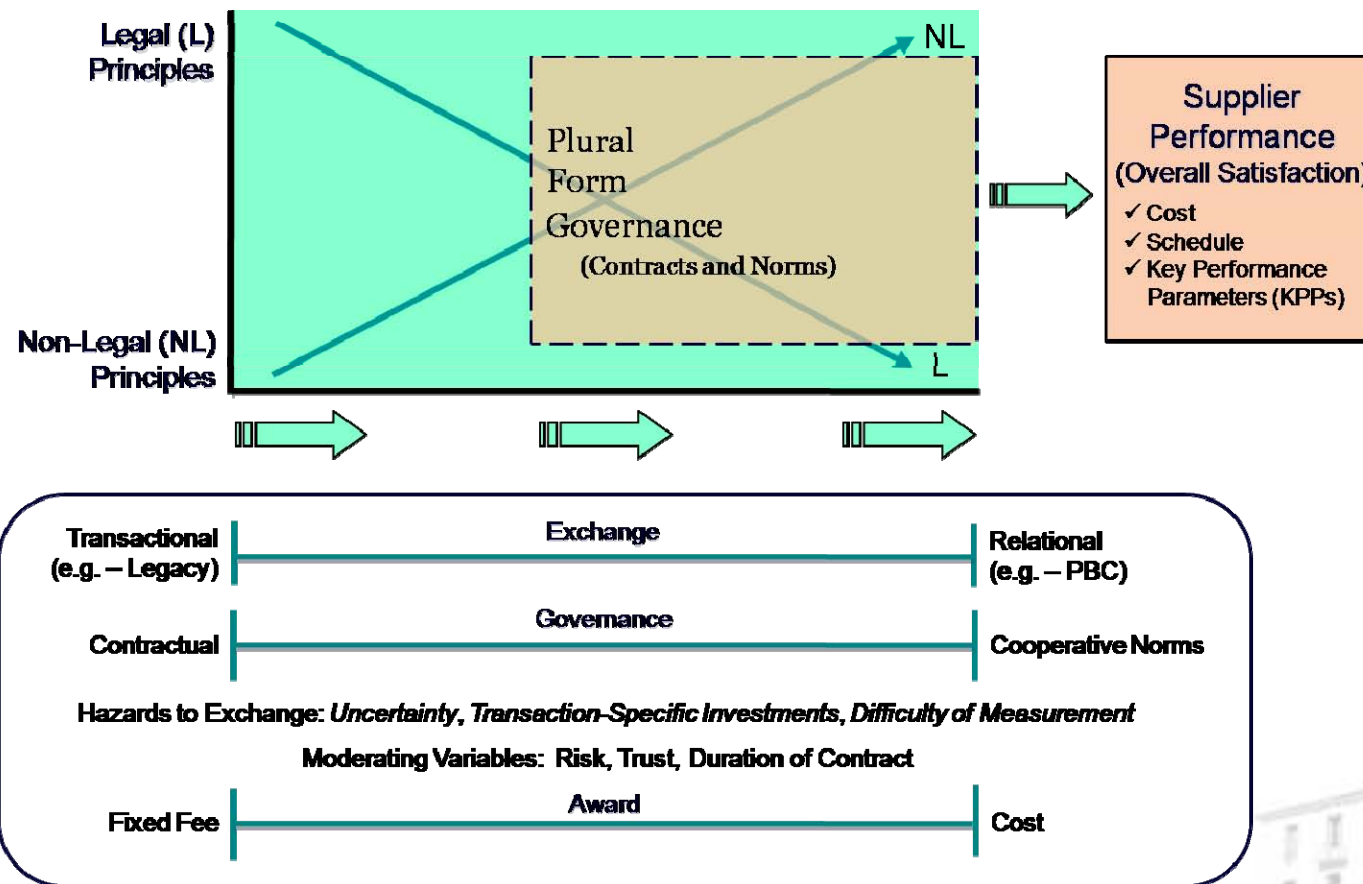 Legal (L)
Principles
NL
Plural
Form
Governance
(Contracts and Norms)
Non-Legal (NL)
Principles
L
Supplier
Performance
(Overall Satisfaction)
✓ Cost
✓ Schedule
✓ Key Performance
Parameters (KPPs)
Transactional
(e.g. – Legacy)
Exchange
Relational
(e.g. – PBC)
Contractual
Governance
Cooperative Norms
Hazards to Exchange: Uncertainty, Transaction-Specific Investments, Difficulty of Measurement
Moderating Variables: Risk, Trust, Duration of Contract
Fixed Fee
Award
Cost